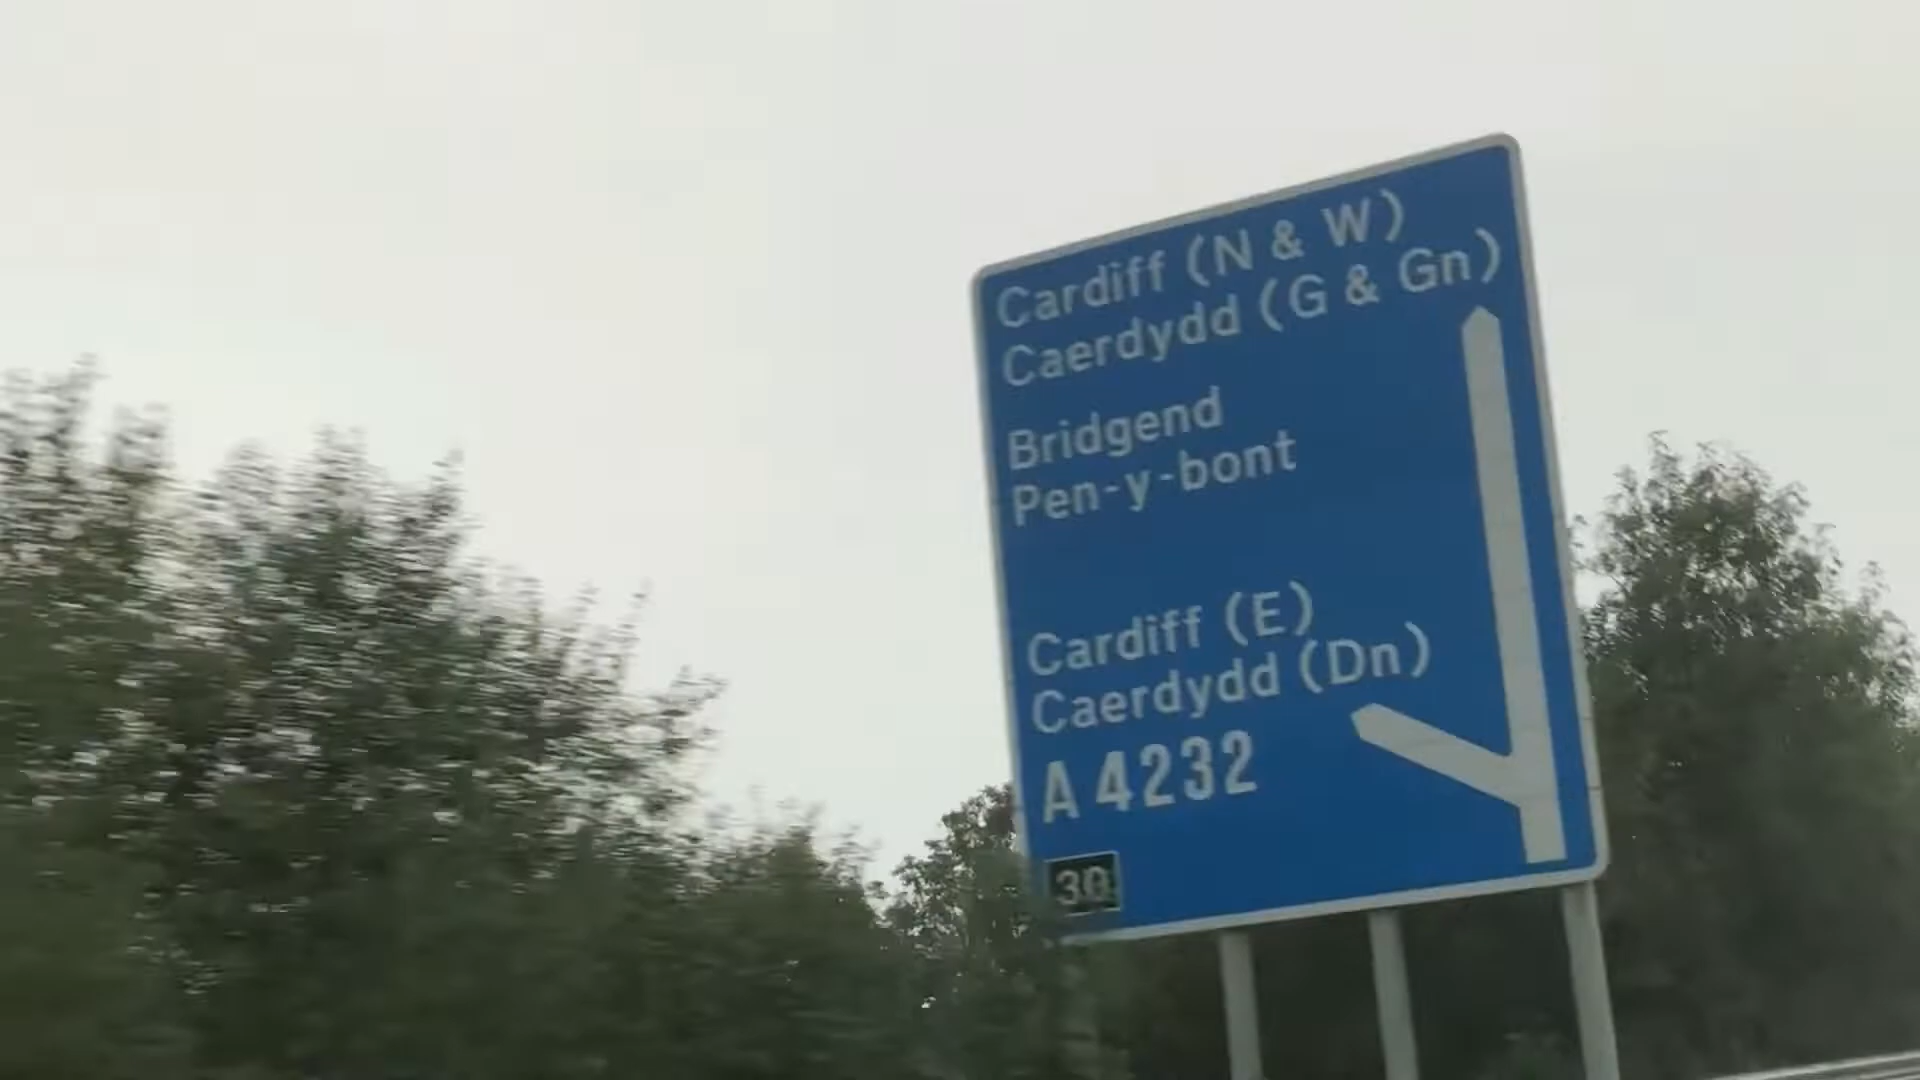 Cardiff (N & W)
Caerdydd (G & Gn)
Bridgend
Pen-y-bont
Cardiff (E)
Caerdydd (Dn)
A 4232
30